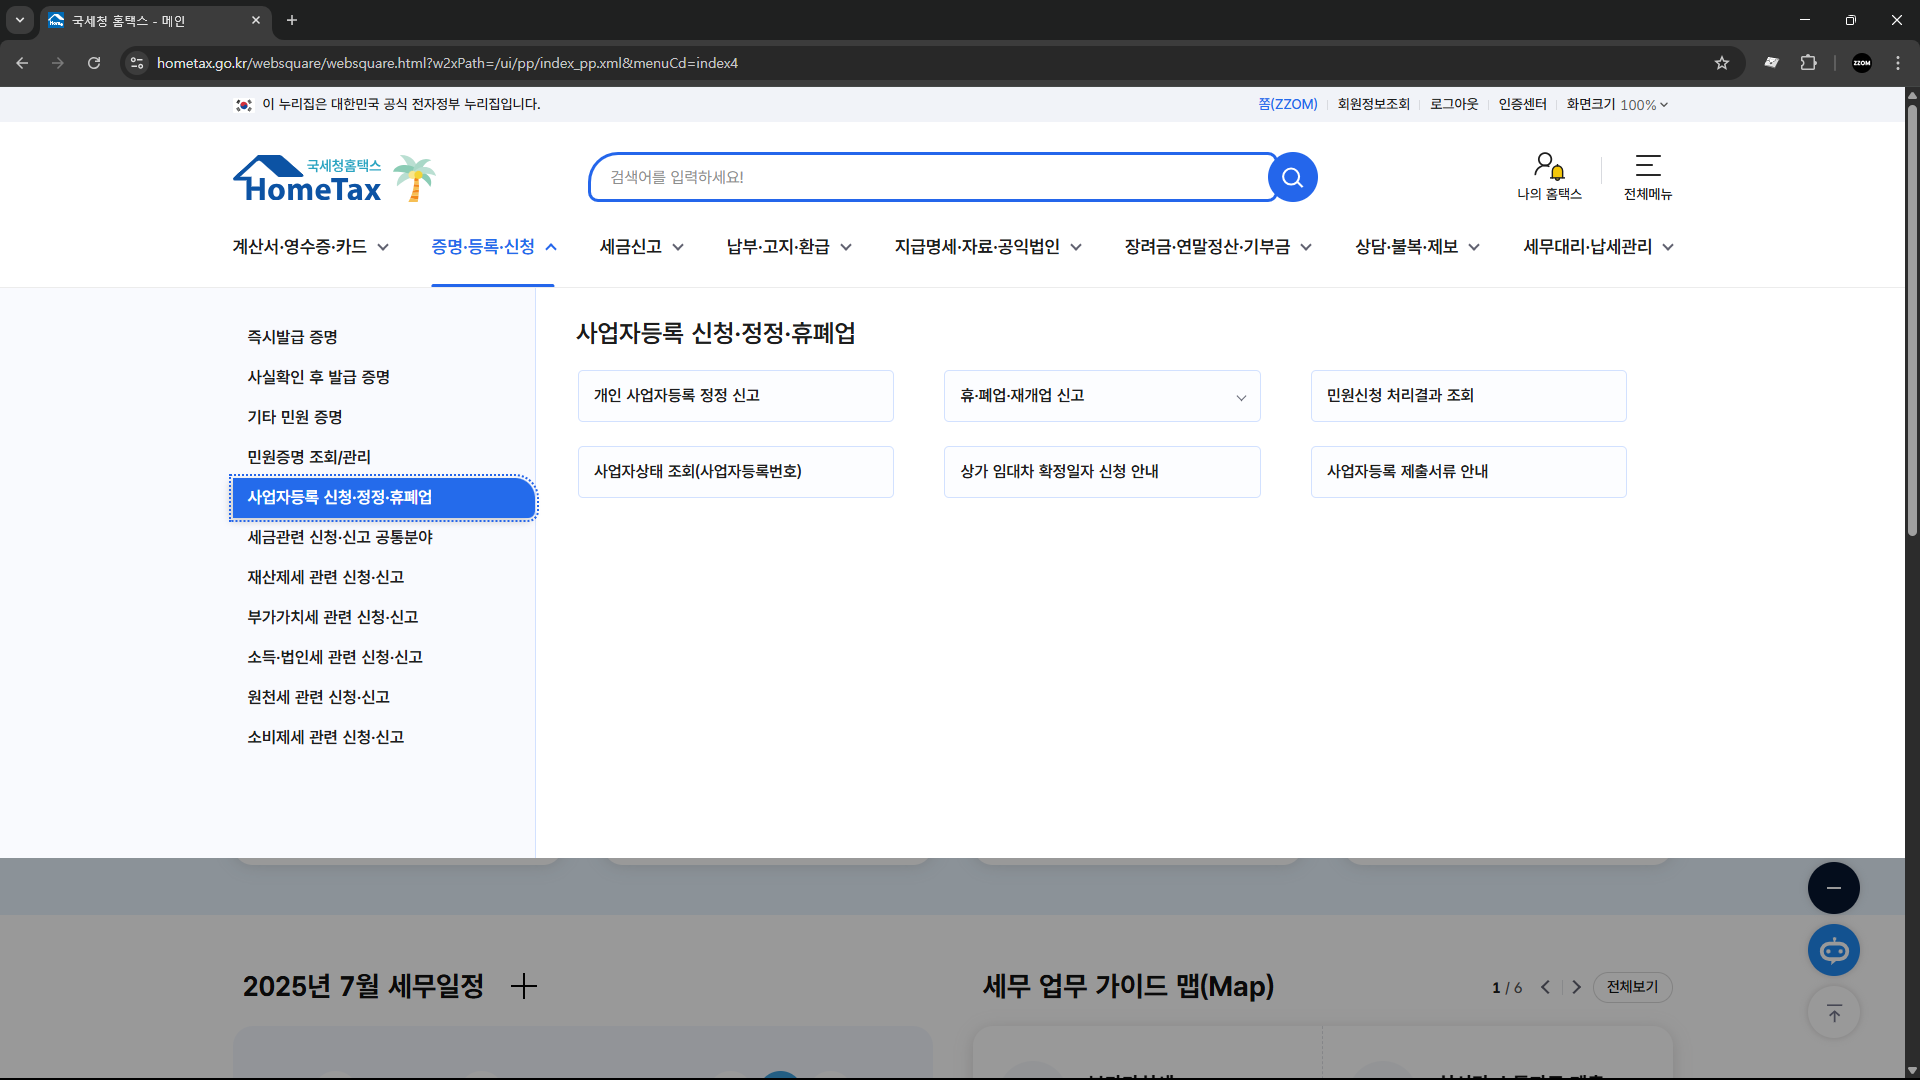 국세청 홈택스 - 메인
hometax.go.kr/websquare/websquare.html?w2xPath=/ui/pp/index_pp.xml&menuCd=index4
ZZOM
이 누리집은 대한민국 공식 전자정부 누리집입니다.
쫌(ZZOM) 회원정보조회 로그아웃 인증센터 화면크기 100%
국세청홈택스
HomeTax
검색어를 입력하세요!
나의 홈택스
전체메뉴
계산서·영수증·카드 증명·등록·신청 세금신고 납부·고지·환급 지급명세·자료·공익법인 장려금·연말정산·기부금 상담·불복·제보 세무대리·납세관리
즉시발급 증명
사실확인 후 발급 증명
기타 민원 증명
민원증명 조회/관리
사업자등록 신청·정정·휴폐업
세금관련 신청·신고 공통분야
재산제세 관련 신청·신고
부가가치세 관련 신청·신고
소득·법인세 관련 신청·신고
원천세 관련 신청·신고
소비제세 관련 신청·신고
사업자등록 신청·정정·휴폐업
개인 사업자등록 정정 신고
휴·폐업·재개업 신고
민원신청 처리결과 조회
사업자상태 조회(사업자등록번호)
상가 임대차 확정일자 신청 안내
사업자등록 제출서류 안내
2025년 7월 세무일정
세무 업무 가이드 맵(Map)
1 / 6
전체보기